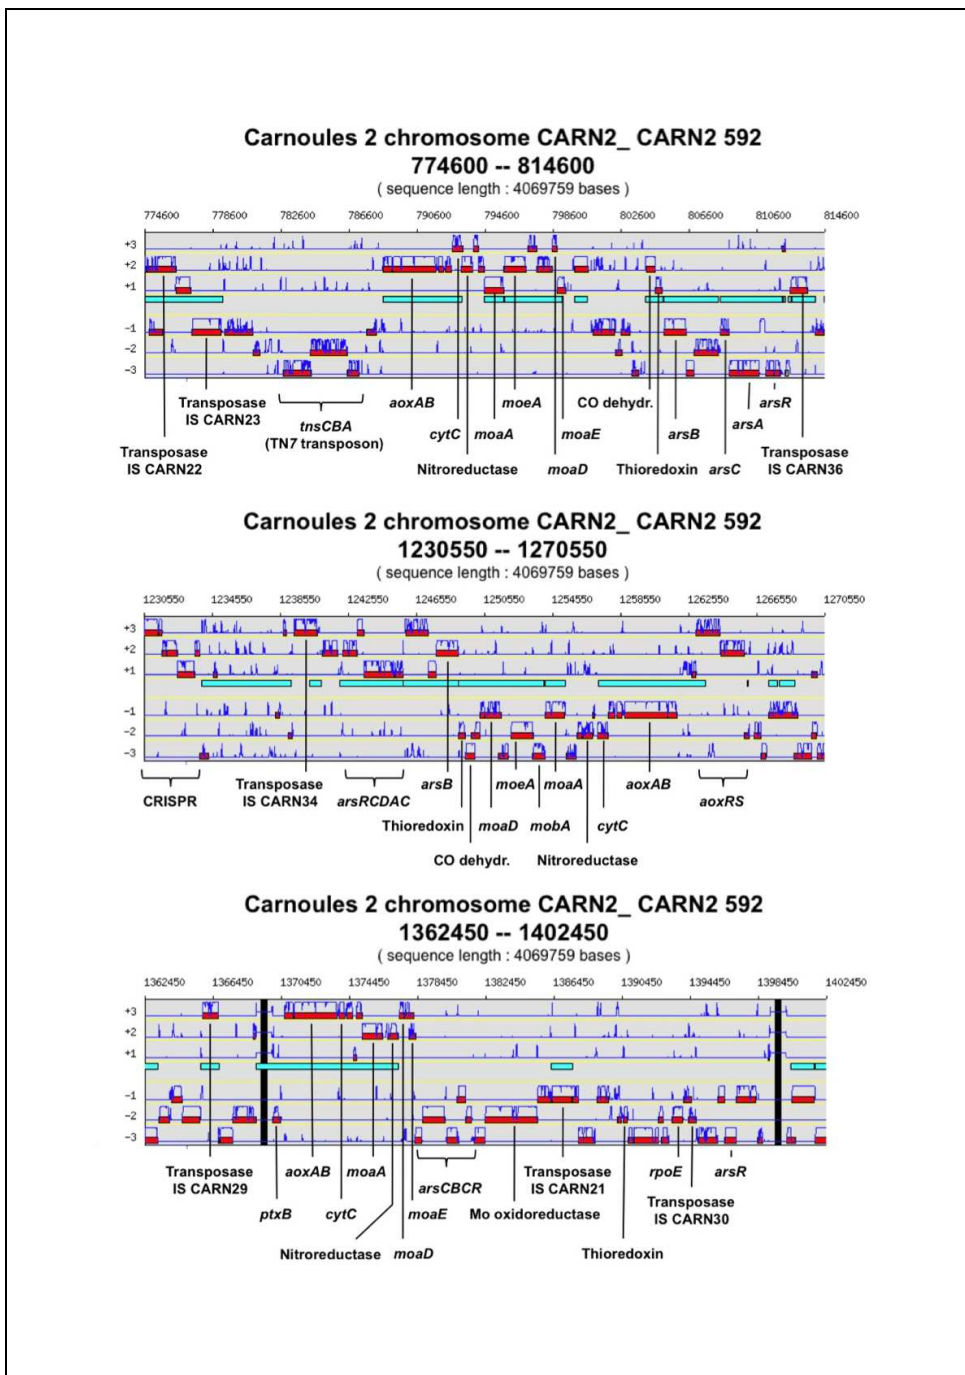 Carnoules 2 chromosome CARN2_ CARN2 592
774600 -- 814600
( sequence length : 4069759 bases )
774600 778600 782600 786600 790600 794600 798600 802600 806600 810600 814600
+3
+2
+1
-1
-2
-3
Transposase IS CARN22
Transposase IS CARN23
tnsCBA
(TN7 transposon)
aoxAB
cytC
Nitroreductase
moaA
moeA
moaD
moaE
CO dehydr.
Thioredoxin
arsB
arsC
arsA
arsR
Transposase
IS CARN36
Carnoules 2 chromosome CARN2_ CARN2 592
1230550 -- 1270550
( sequence length : 4069759 bases )
1230550 1234550 1238550 1242550 1246550 1250550 1254550 1258550 1262550 1266550 1270550
+3
+2
+1
-1
-2
-3
CRISPR
Transposase
IS CARN34
arsRCDAC
arsB
Thioredoxin
CO dehydr.
moaD
moeA
mobA
moaA
Nitroreductase
cytC
aoxAB
aoxRS
Carnoules 2 chromosome CARN2_ CARN2 592
1362450 -- 1402450
( sequence length : 4069759 bases )
1362450 1366450 1370450 1374450 1378450 1382450 1386450 1390450 1394450 1398450 1402450
+3
+2
+1
-1
-2
-3
Transposase
IS CARN29
ptxB
aoxAB
cytC
moaA
Nitroreductase
moaD
moaE
arsCBCR
Mo oxidoreductase
Transposase
IS CARN21
Thioredoxin
rpoE
Transposase
IS CARN30
arsR